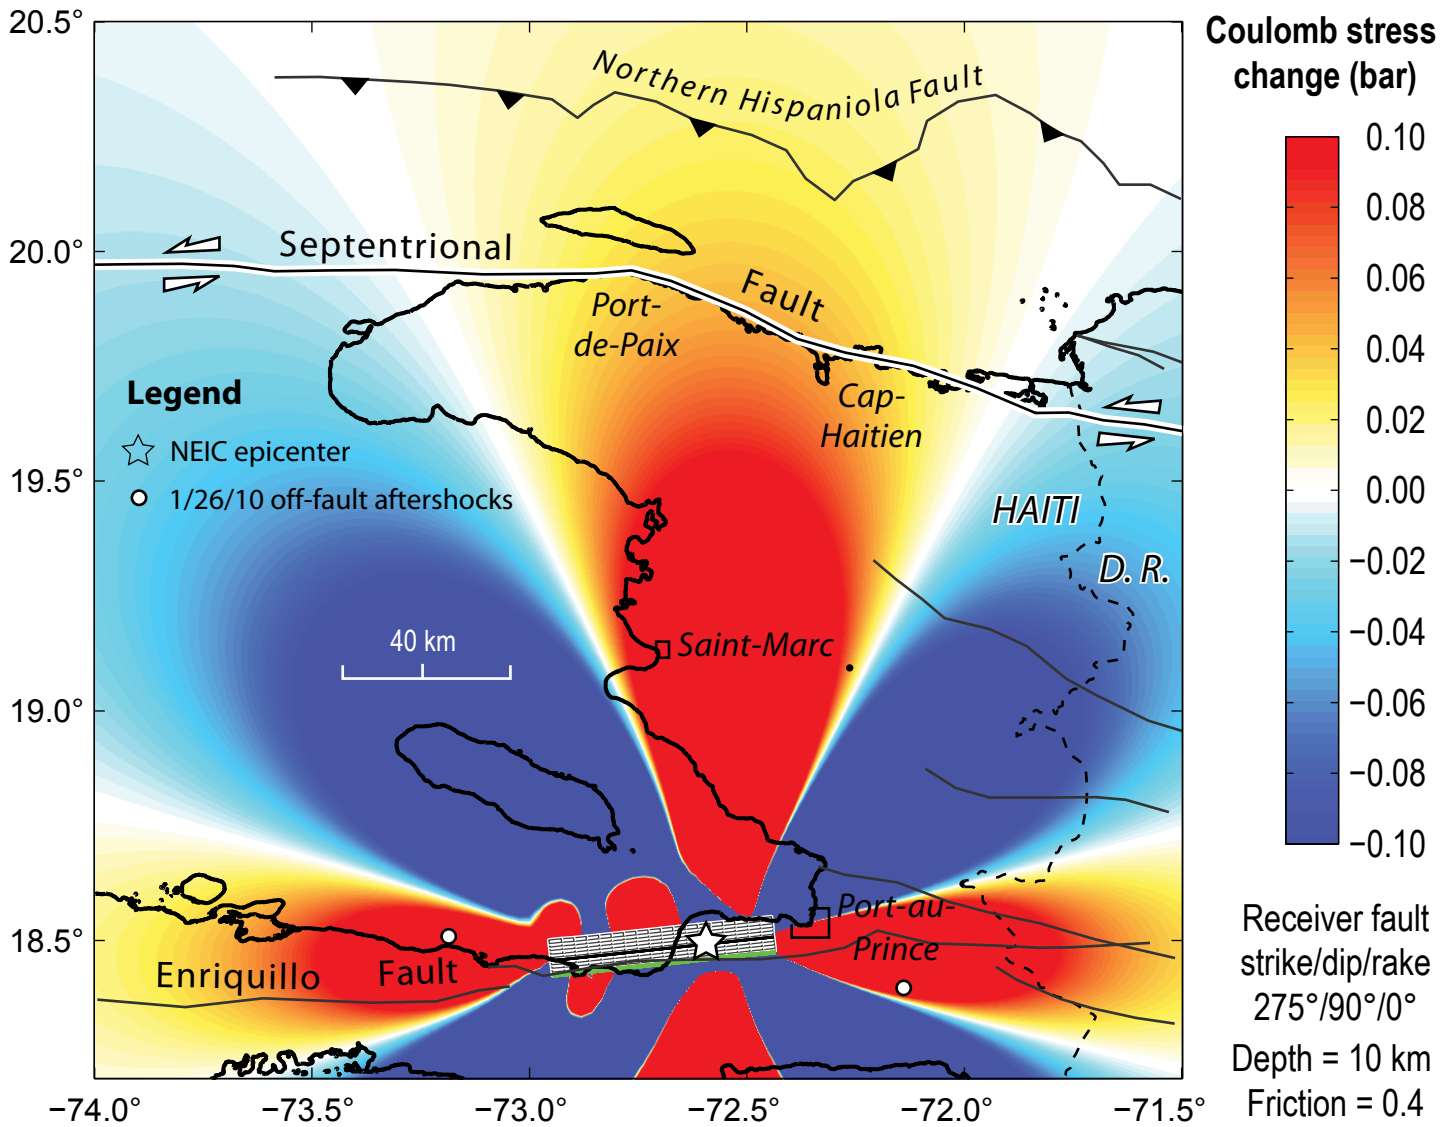 20.5°
20.0°
19.5°
19.0°
18.5°
−74.0°
−73.5°
−73.0°
−72.5°
−72.0°
−71.5°
Northern Hispaniola Fault
Septentrional
Fault
Port-
de-Paix
Cap-
Haitien
Legend
NEIC epicenter
1/26/10 off-fault aftershocks
HAITI
D. R.
40 km
Saint-Marc
Port-au-
Prince
Enriquillo
Fault
Coulomb stress
change (bar)
0.10
0.08
0.06
0.04
0.02
0.00
−0.02
−0.04
−0.06
−0.08
−0.10
Receiver fault
strike/dip/rake
275°/90°/0°
Depth = 10 km
Friction = 0.4